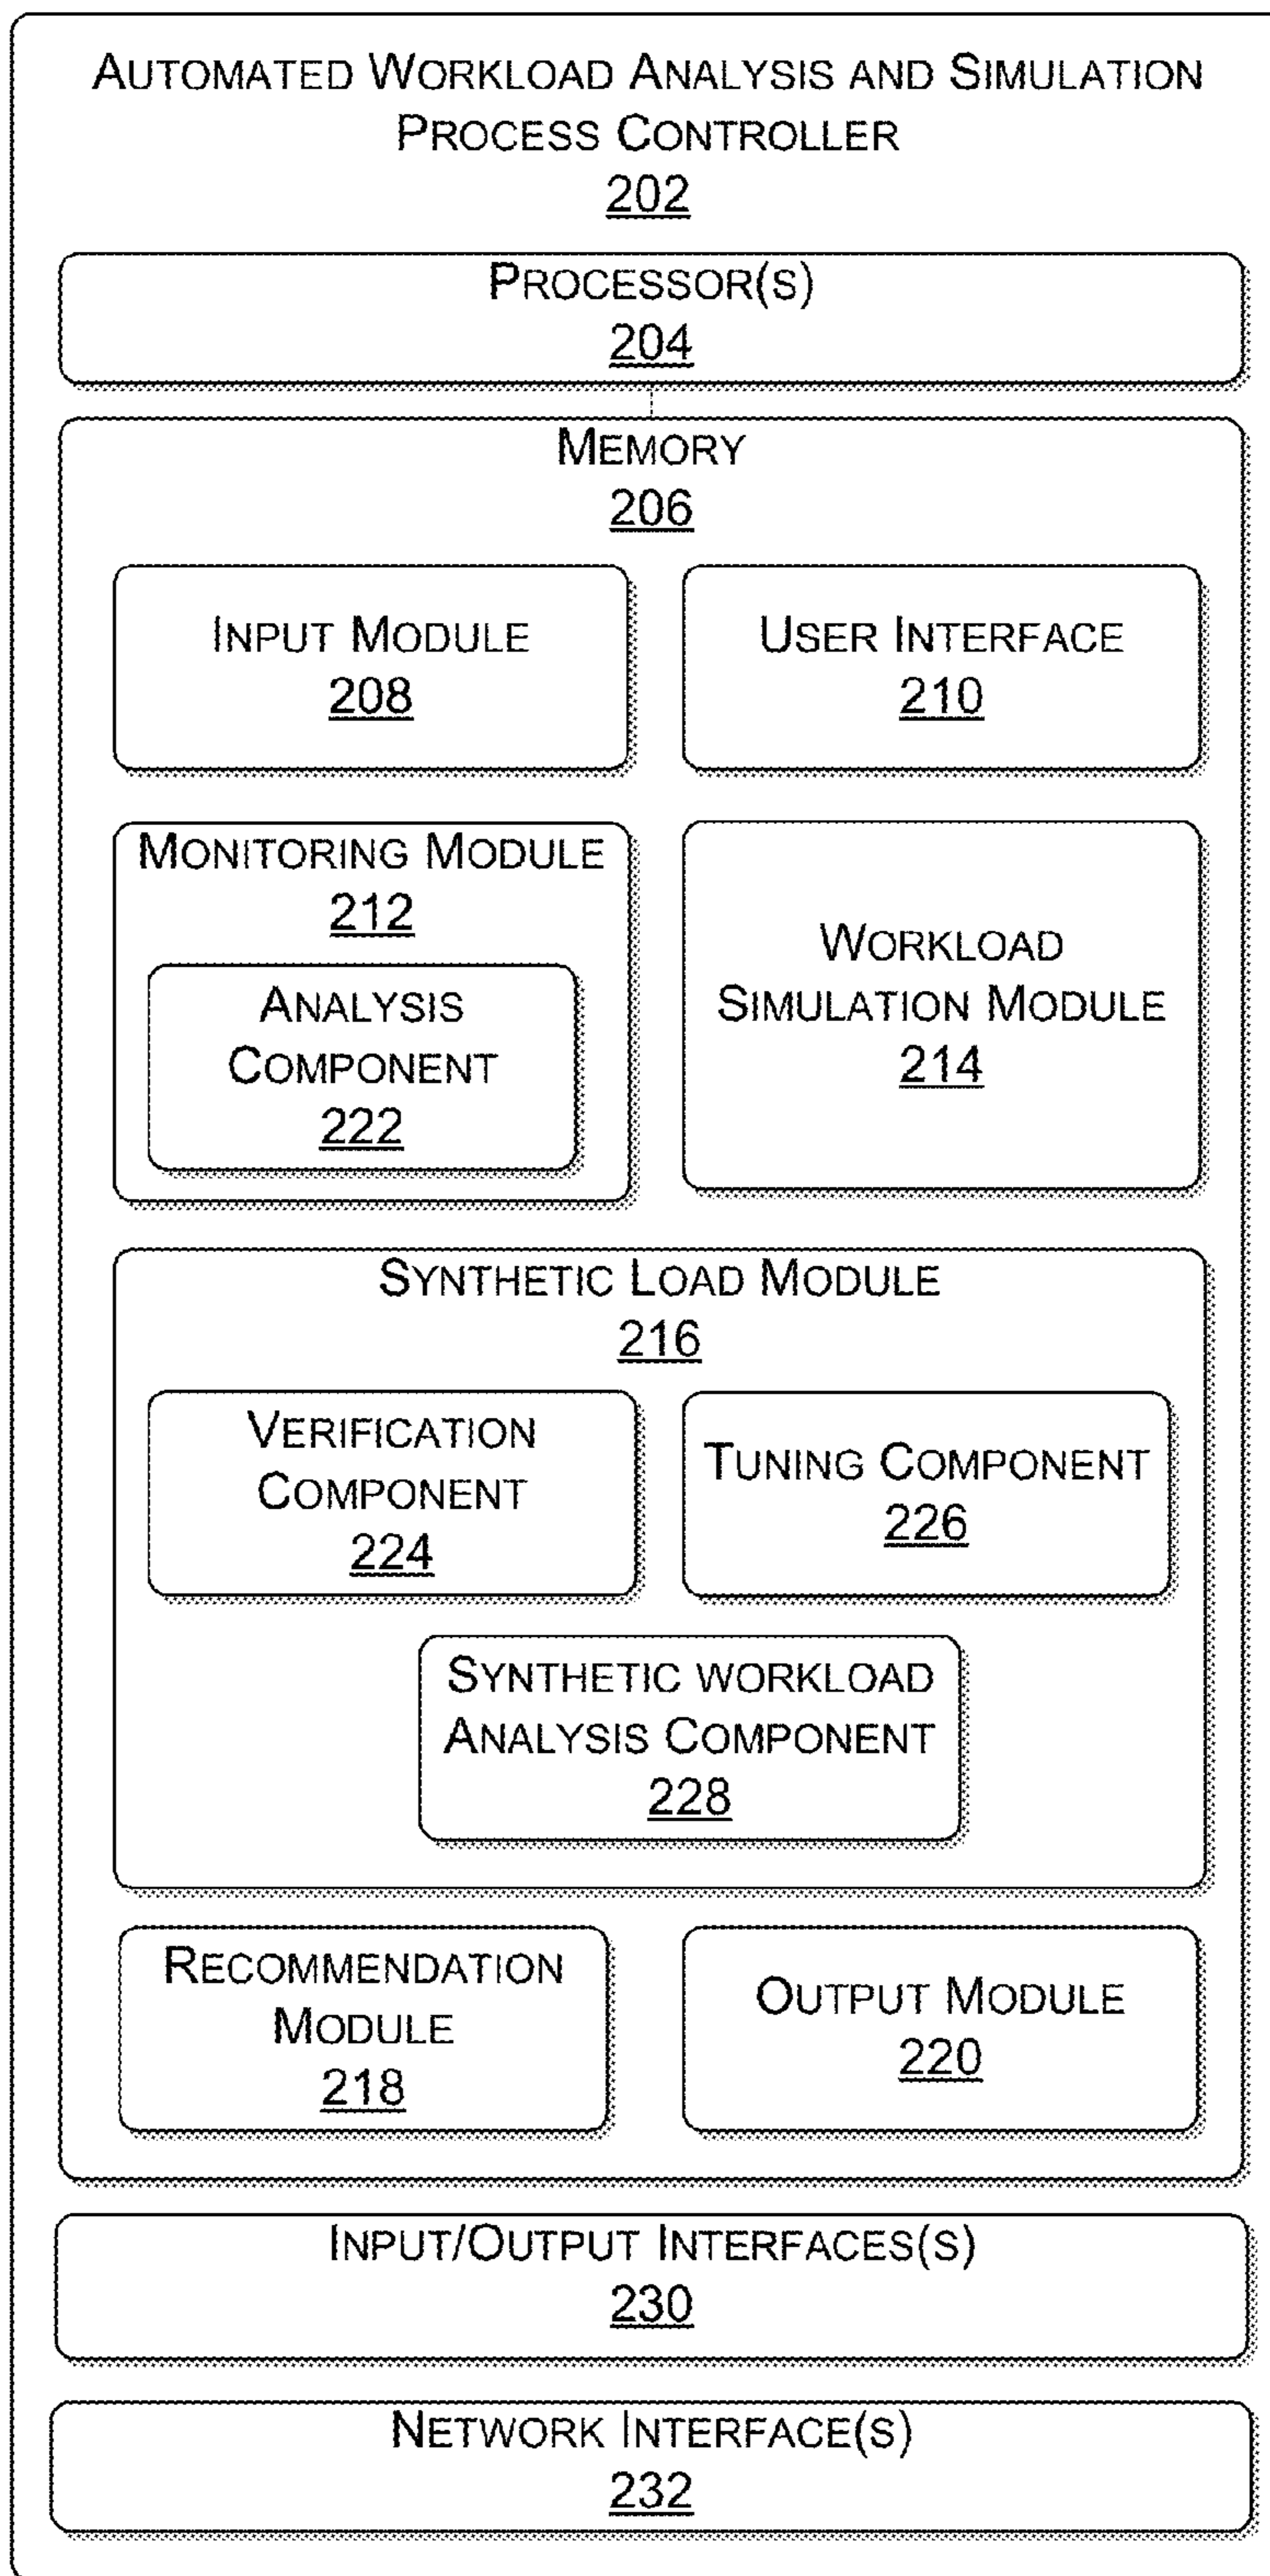 AUTOMATED WORKLOAD ANALYSIS AND SIMULATION
PROCESS CONTROLLER
202
PROCESSOR(S)
204
MEMORY
206
INPUT MODULE
208
USER INTERFACE
210
MONITORING MODULE
212
ANALYSIS
COMPONENT
222
WORKLOAD
SIMULATION MODULE
214
SYNTHETIC LOAD MODULE
216
VERIFICATION
COMPONENT
224
TUNING COMPONENT
226
SYNTHETIC WORKLOAD
ANALYSIS COMPONENT
228
RECOMMENDATION
MODULE
218
OUTPUT MODULE
220
INPUT/OUTPUT INTERFACES(S)
230
NETWORK INTERFACE(S)
232